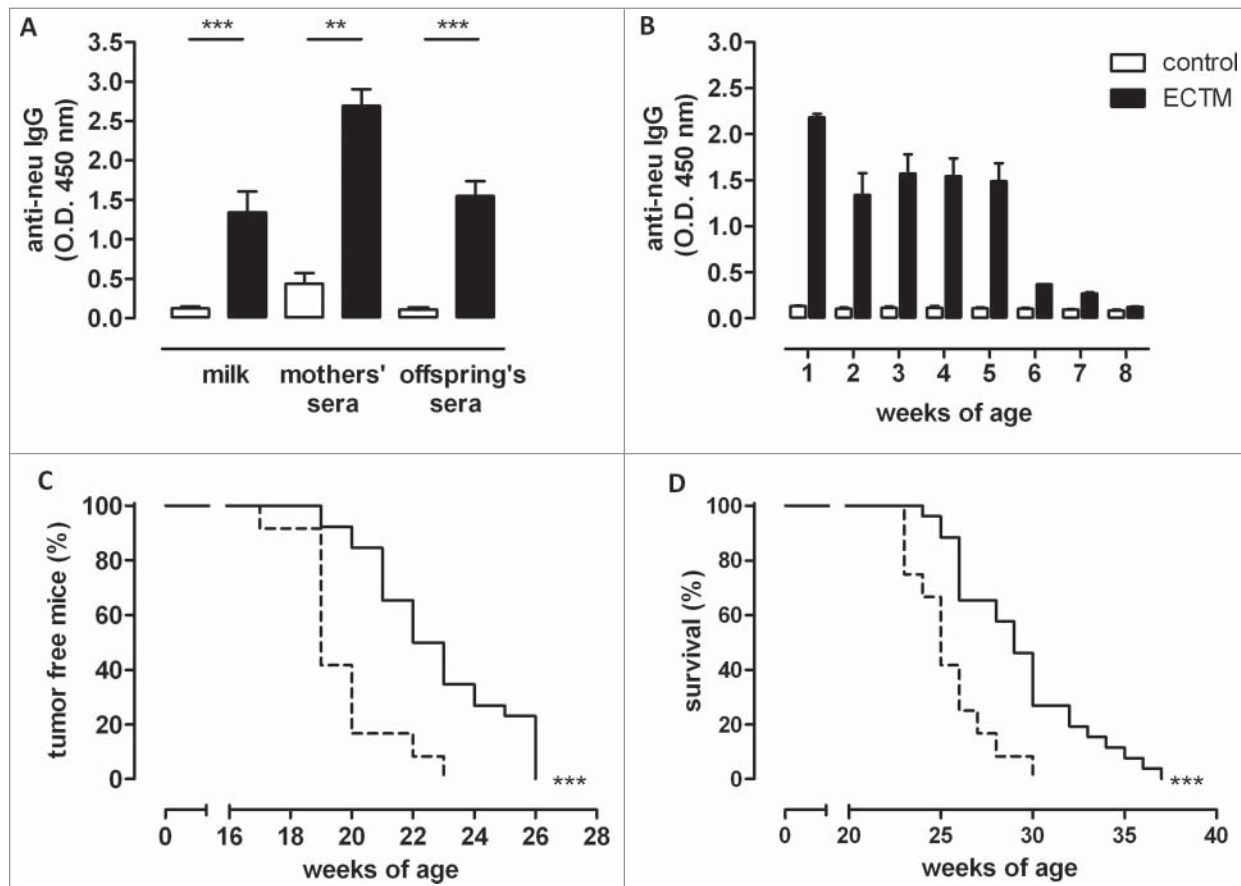 A
*** ** ***
anti-neu IgG
(O.D. 450 nm)
3.5
3.0
2.5
2.0
1.5
1.0
0.5
0.0
milk mothers' offspring's
sera sera
B
control
ECTM
anti-neu IgG
(O.D. 450 nm)
3.0
2.5
2.0
1.5
1.0
0.5
0.0
1 2 3 4 5 6 7 8
weeks of age
C
tumor free mice (%)
100
80
60
40
20
0
***
0 16 18 20 22 24 26 28
weeks of age
D
survival (%)
100
80
60
40
20
0
***
0 20 25 30 35 40
weeks of age